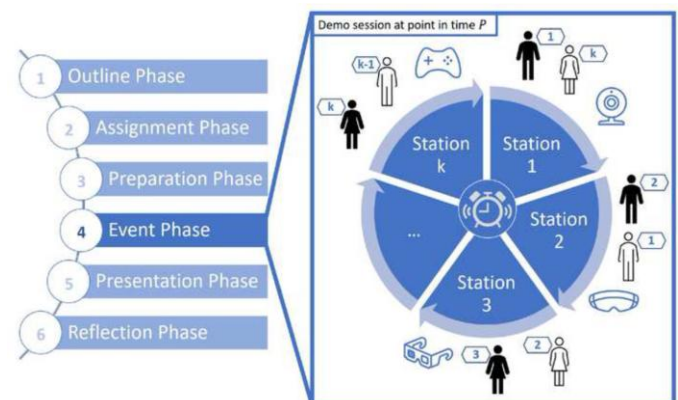 Demo session at point in time P
1 Outline Phase
2 Assignment Phase
3 Preparation Phase
4 Event Phase
5 Presentation Phase
6 Reflection Phase
k-1
k
1
k
Station
k
Station
1
2
1
Station
2
...
Station
3
3
2